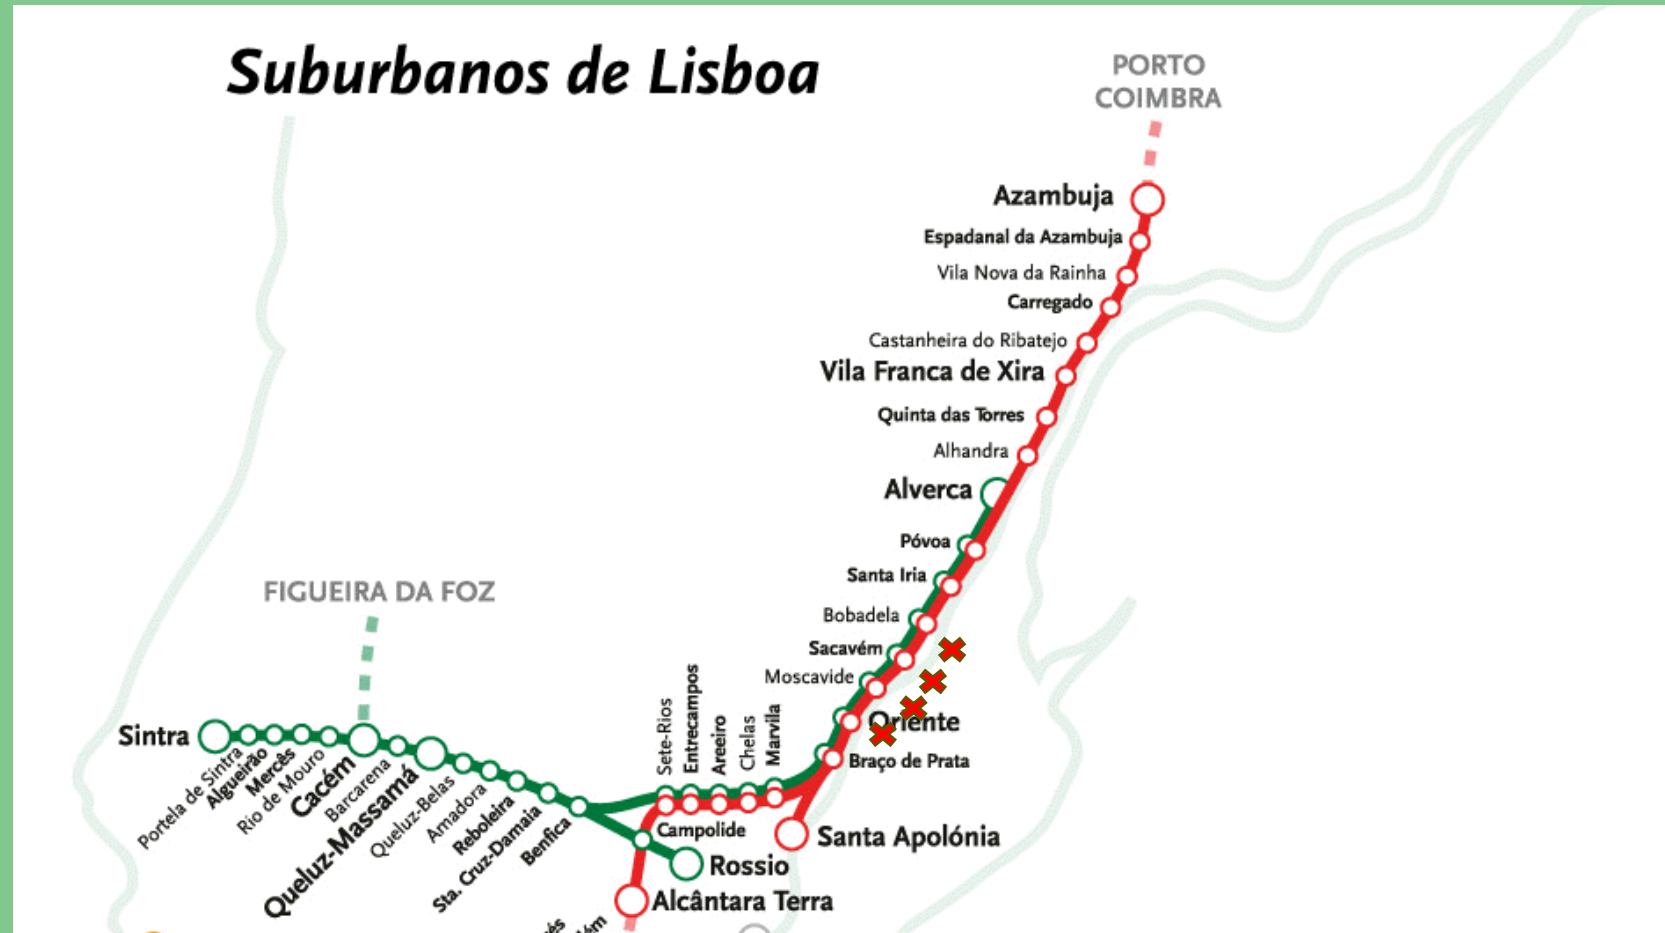 Suburbanos de Lisboa
PORTO
COIMBRA
Azambuja
Espadanal da Azambuja
Vila Nova da Rainha
Carregado
Castanheira do Ribatejo
Vila Franca de Xira
Quinta das Torres
Alhandra
Alverca
Póvoa
Santa Iria
Bobadela
Sacavém
Moscavide
Oriente
Braço de Prata
FIGUEIRA DA FOZ
Sintra
Portela de Sintra
Algueirão
Mercês
Rio de Mouro
Cacém
Barcarena
Queluz-Massamá
Queluz-Belas
Amadora
Reboleira
Sta. Cruz-Damaia
Benfica
Sete-Rios
Entrecampos
Areeiro
Chelas
Marvila
Campolide
Santa Apolónia
Rossio
Alcântara Terra